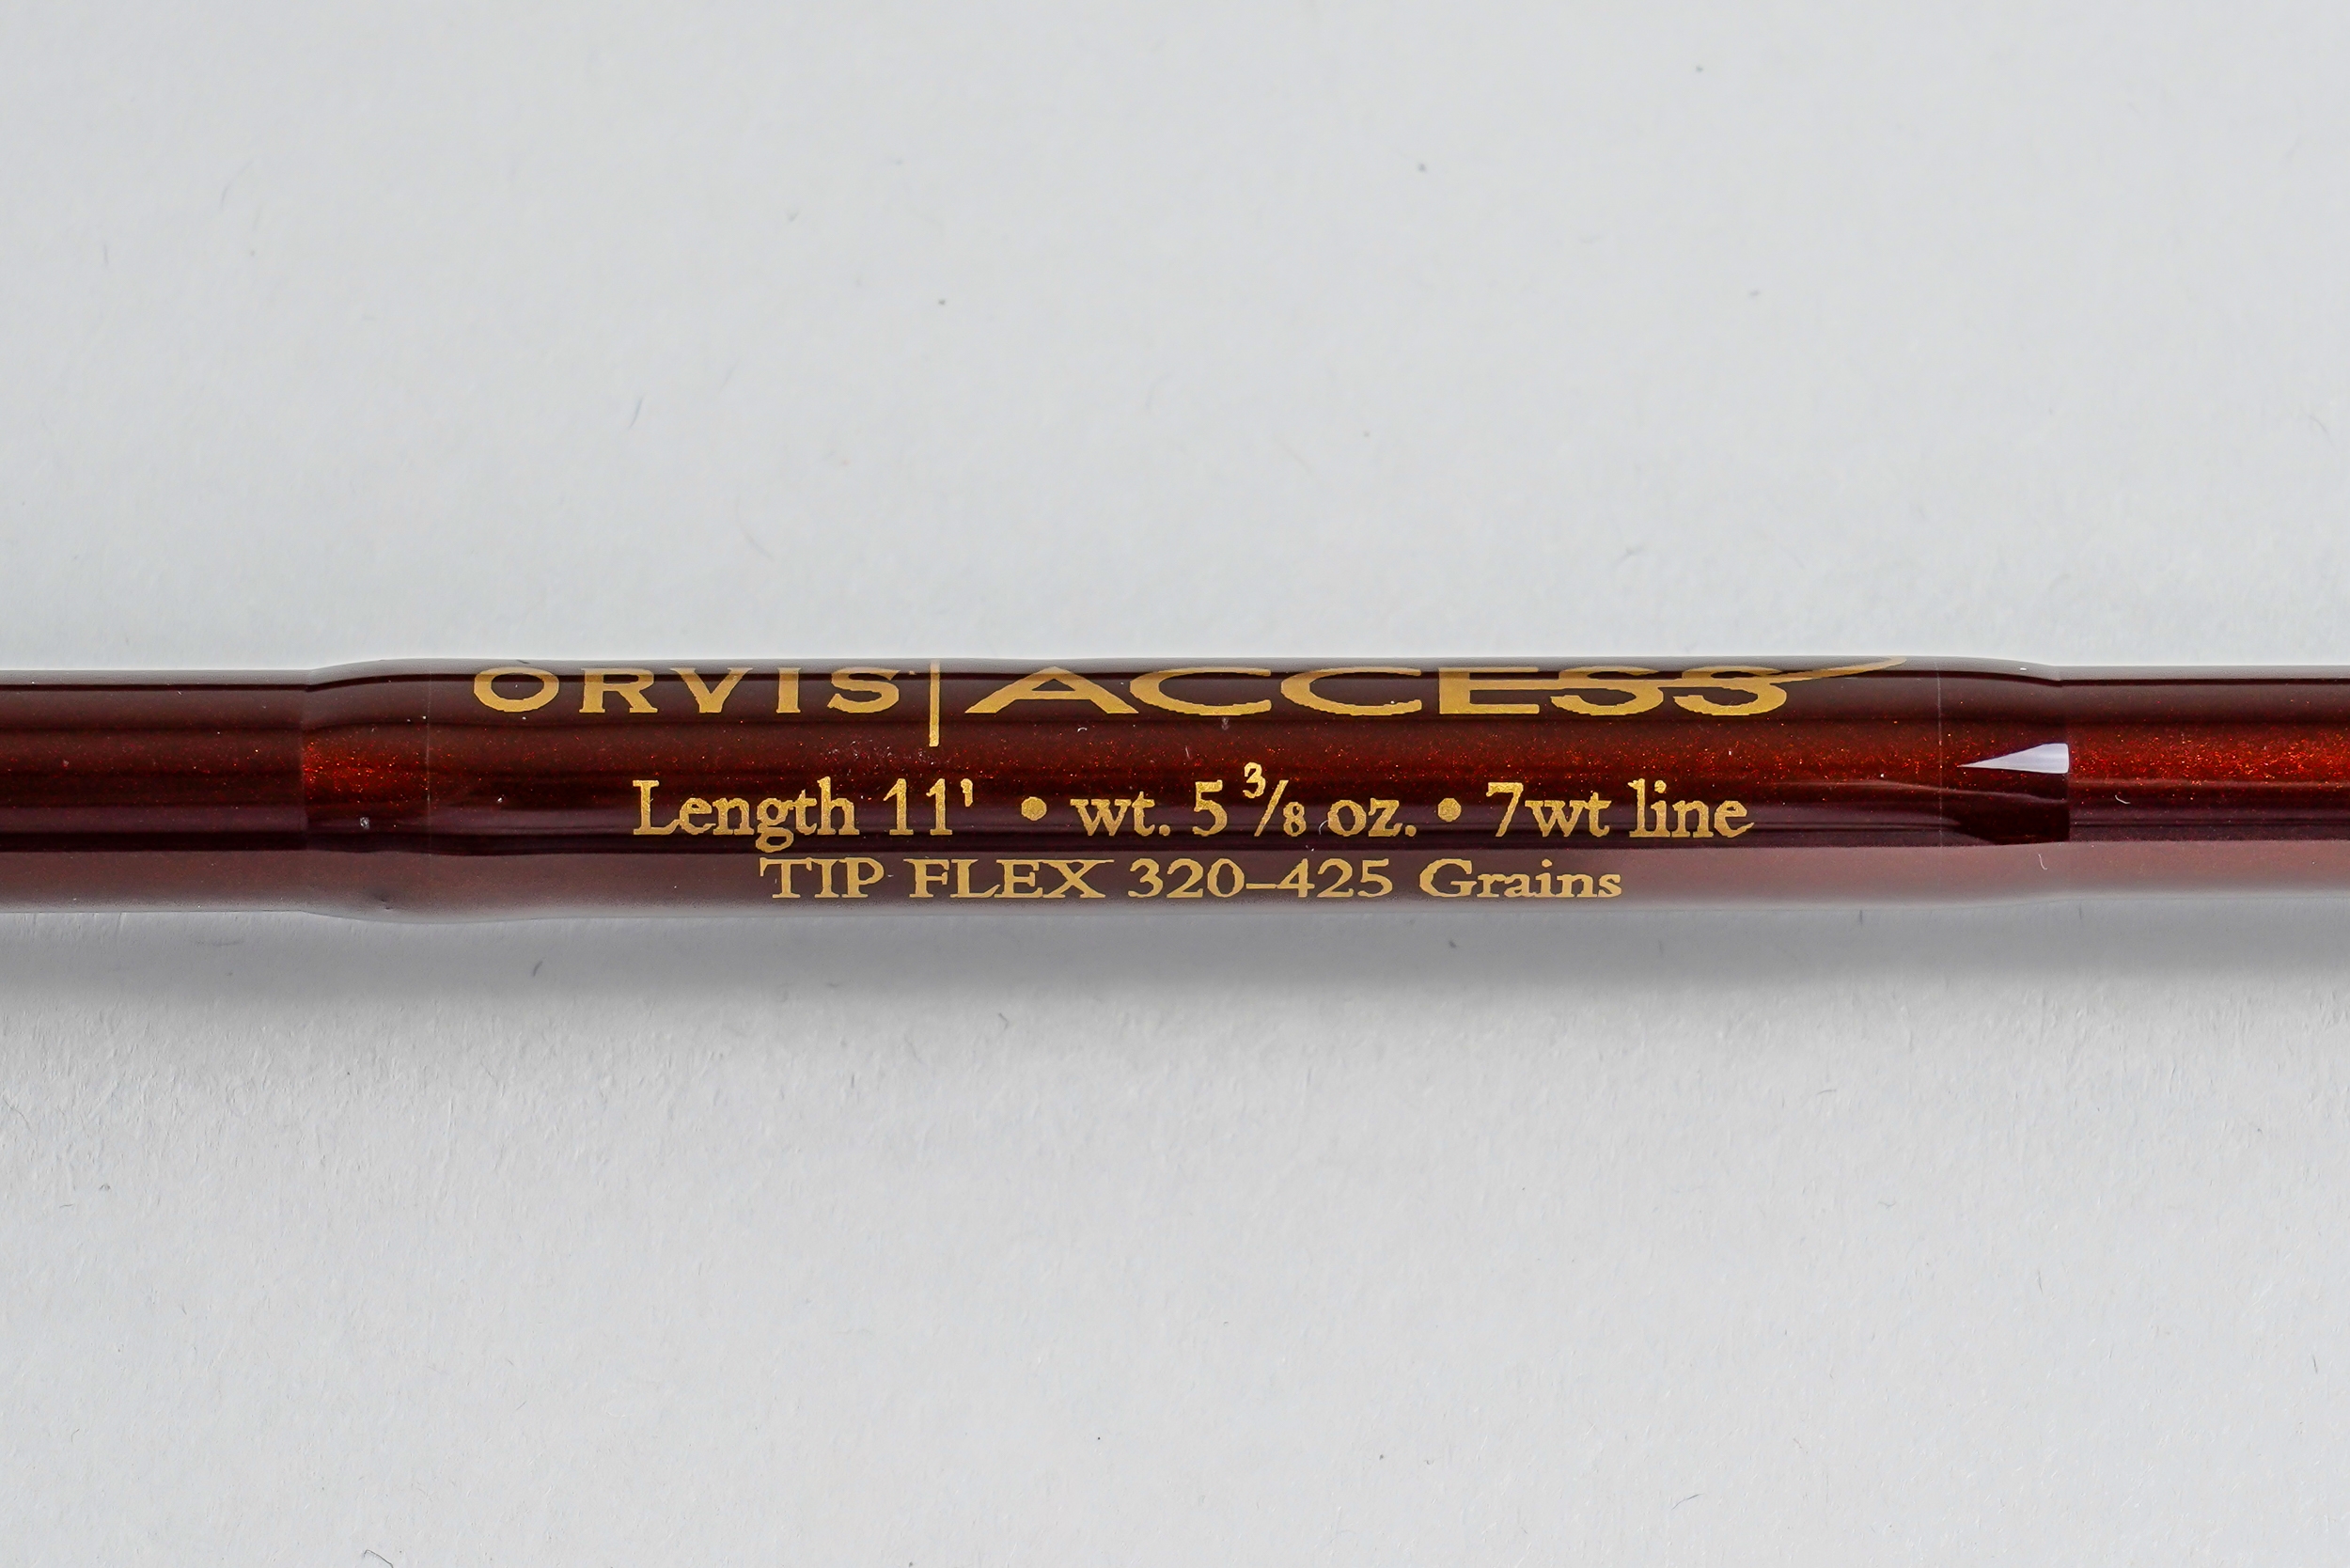 ORVIS | ACCESS
Length 11' • wt. 5 3/8 oz. • 7wt line
TIP FLEX 320–425 Grains